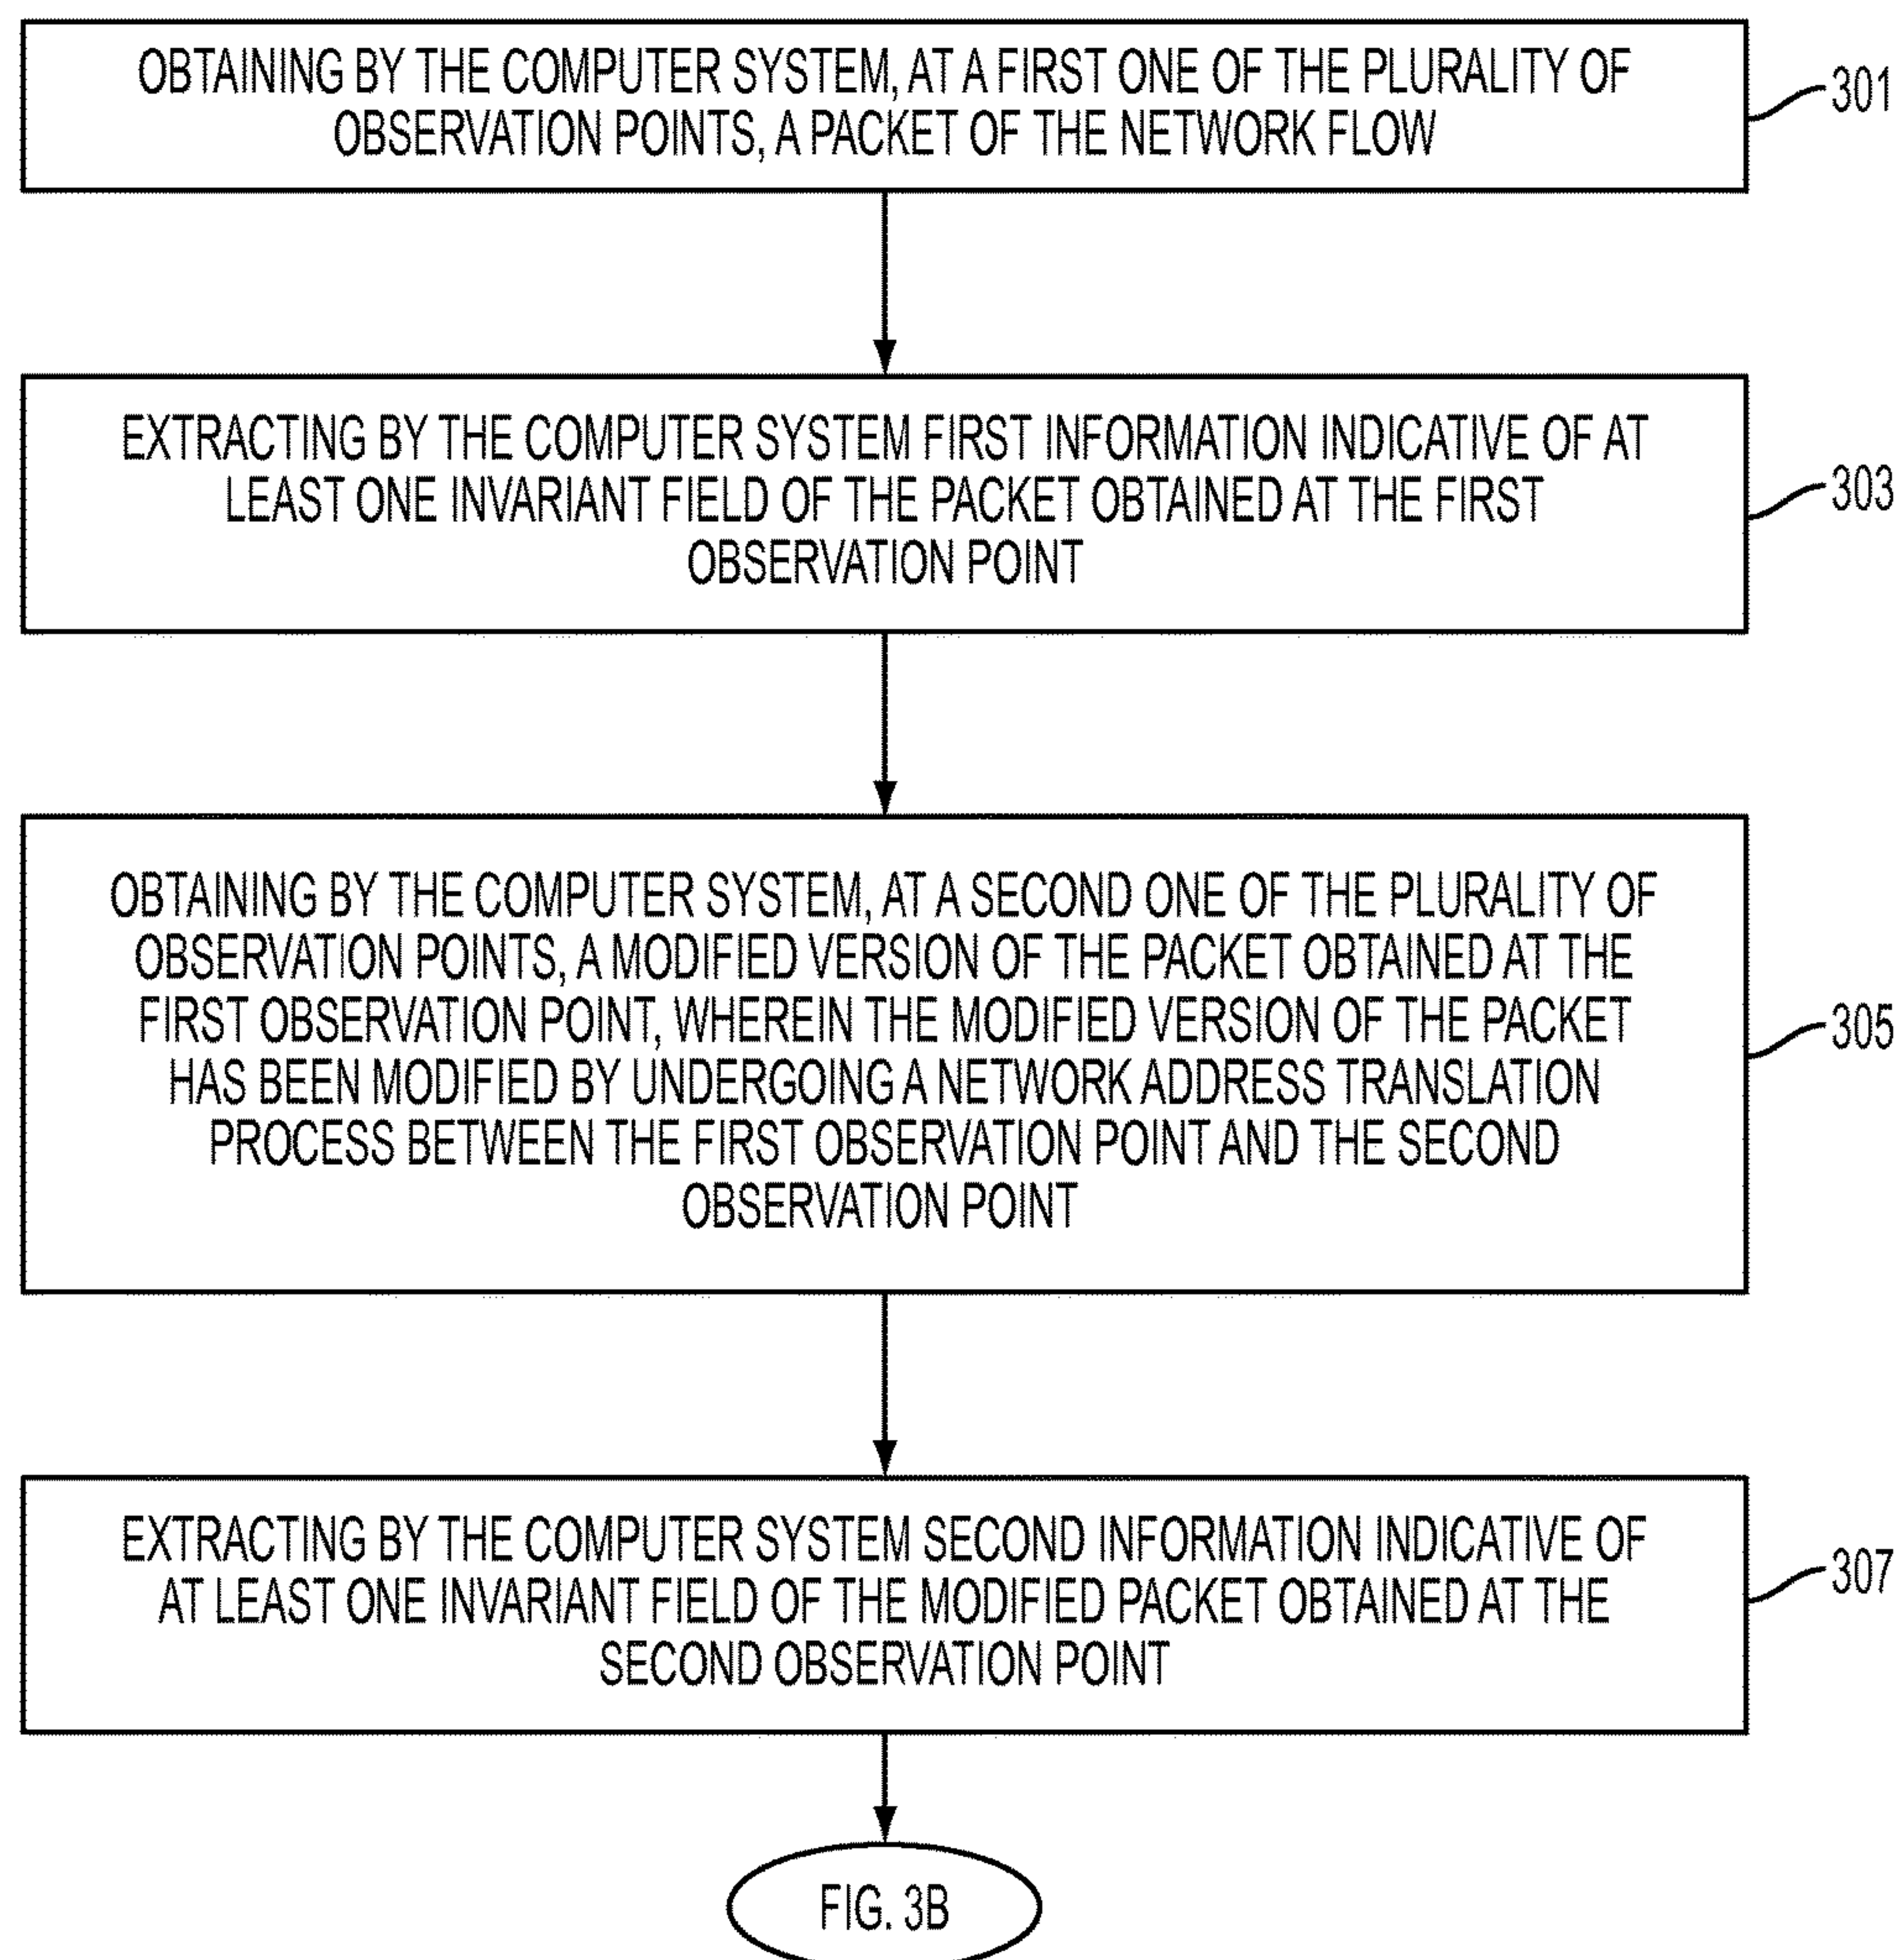 OBTAINING BY THE COMPUTER SYSTEM, AT A FIRST ONE OF THE PLURALITY OF
OBSERVATION POINTS, A PACKET OF THE NETWORK FLOW
301
EXTRACTING BY THE COMPUTER SYSTEM FIRST INFORMATION INDICATIVE OF AT
LEAST ONE INVARIANT FIELD OF THE PACKET OBTAINED AT THE FIRST
OBSERVATION POINT
303
OBTAINING BY THE COMPUTER SYSTEM, AT A SECOND ONE OF THE PLURALITY OF
OBSERVATION POINTS, A MODIFIED VERSION OF THE PACKET OBTAINED AT THE
FIRST OBSERVATION POINT, WHEREIN THE MODIFIED VERSION OF THE PACKET
HAS BEEN MODIFIED BY UNDERGOING A NETWORK ADDRESS TRANSLATION
PROCESS BETWEEN THE FIRST OBSERVATION POINT AND THE SECOND
OBSERVATION POINT
305
EXTRACTING BY THE COMPUTER SYSTEM SECOND INFORMATION INDICATIVE OF
AT LEAST ONE INVARIANT FIELD OF THE MODIFIED PACKET OBTAINED AT THE
SECOND OBSERVATION POINT
307
FIG. 3B